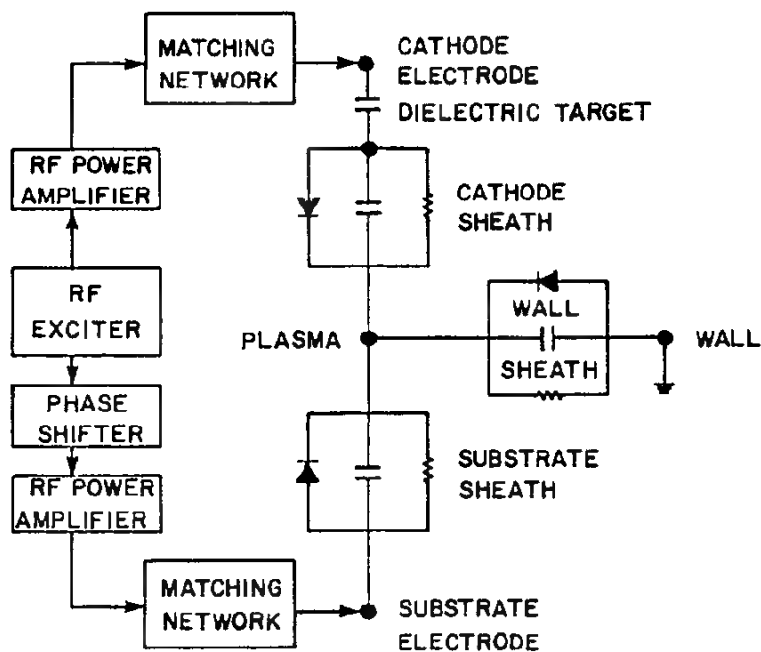 MATCHING
NETWORK
CATHODE
ELECTRODE
DIELECTRIC TARGET
RF POWER
AMPLIFIER
CATHODE
SHEATH
RF
EXCITER
PLASMA
WALL
SHEATH
WALL
PHASE
SHIFTER
SUBSTRATE
SHEATH
RF POWER
AMPLIFIER
MATCHING
NETWORK
SUBSTRATE
ELECTRODE